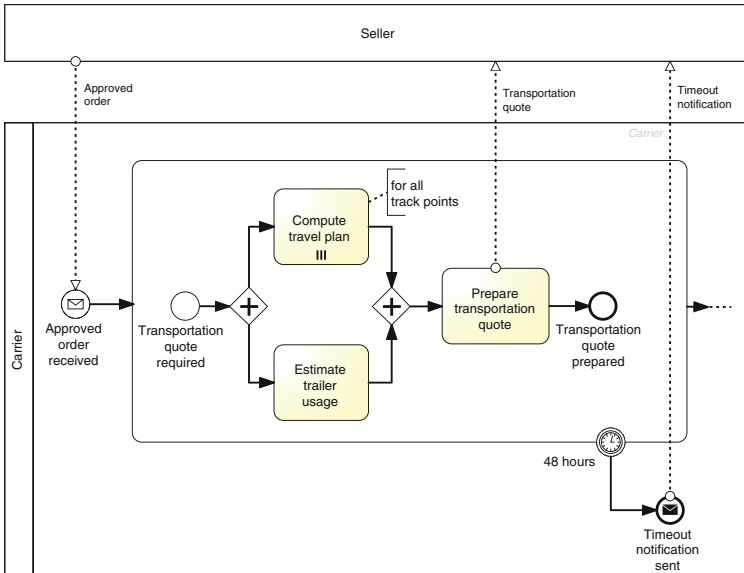 Seller
Approved
order
Transportation
quote
Timeout
notification
Carrier
Carrier
for all
track points
Compute
travel plan
Approved
order
received
Transportation
quote
required
Prepare
transportation
quote
Transportation
quote
prepared
Estimate
trailer
usage
48 hours
Timeout
notification
sent